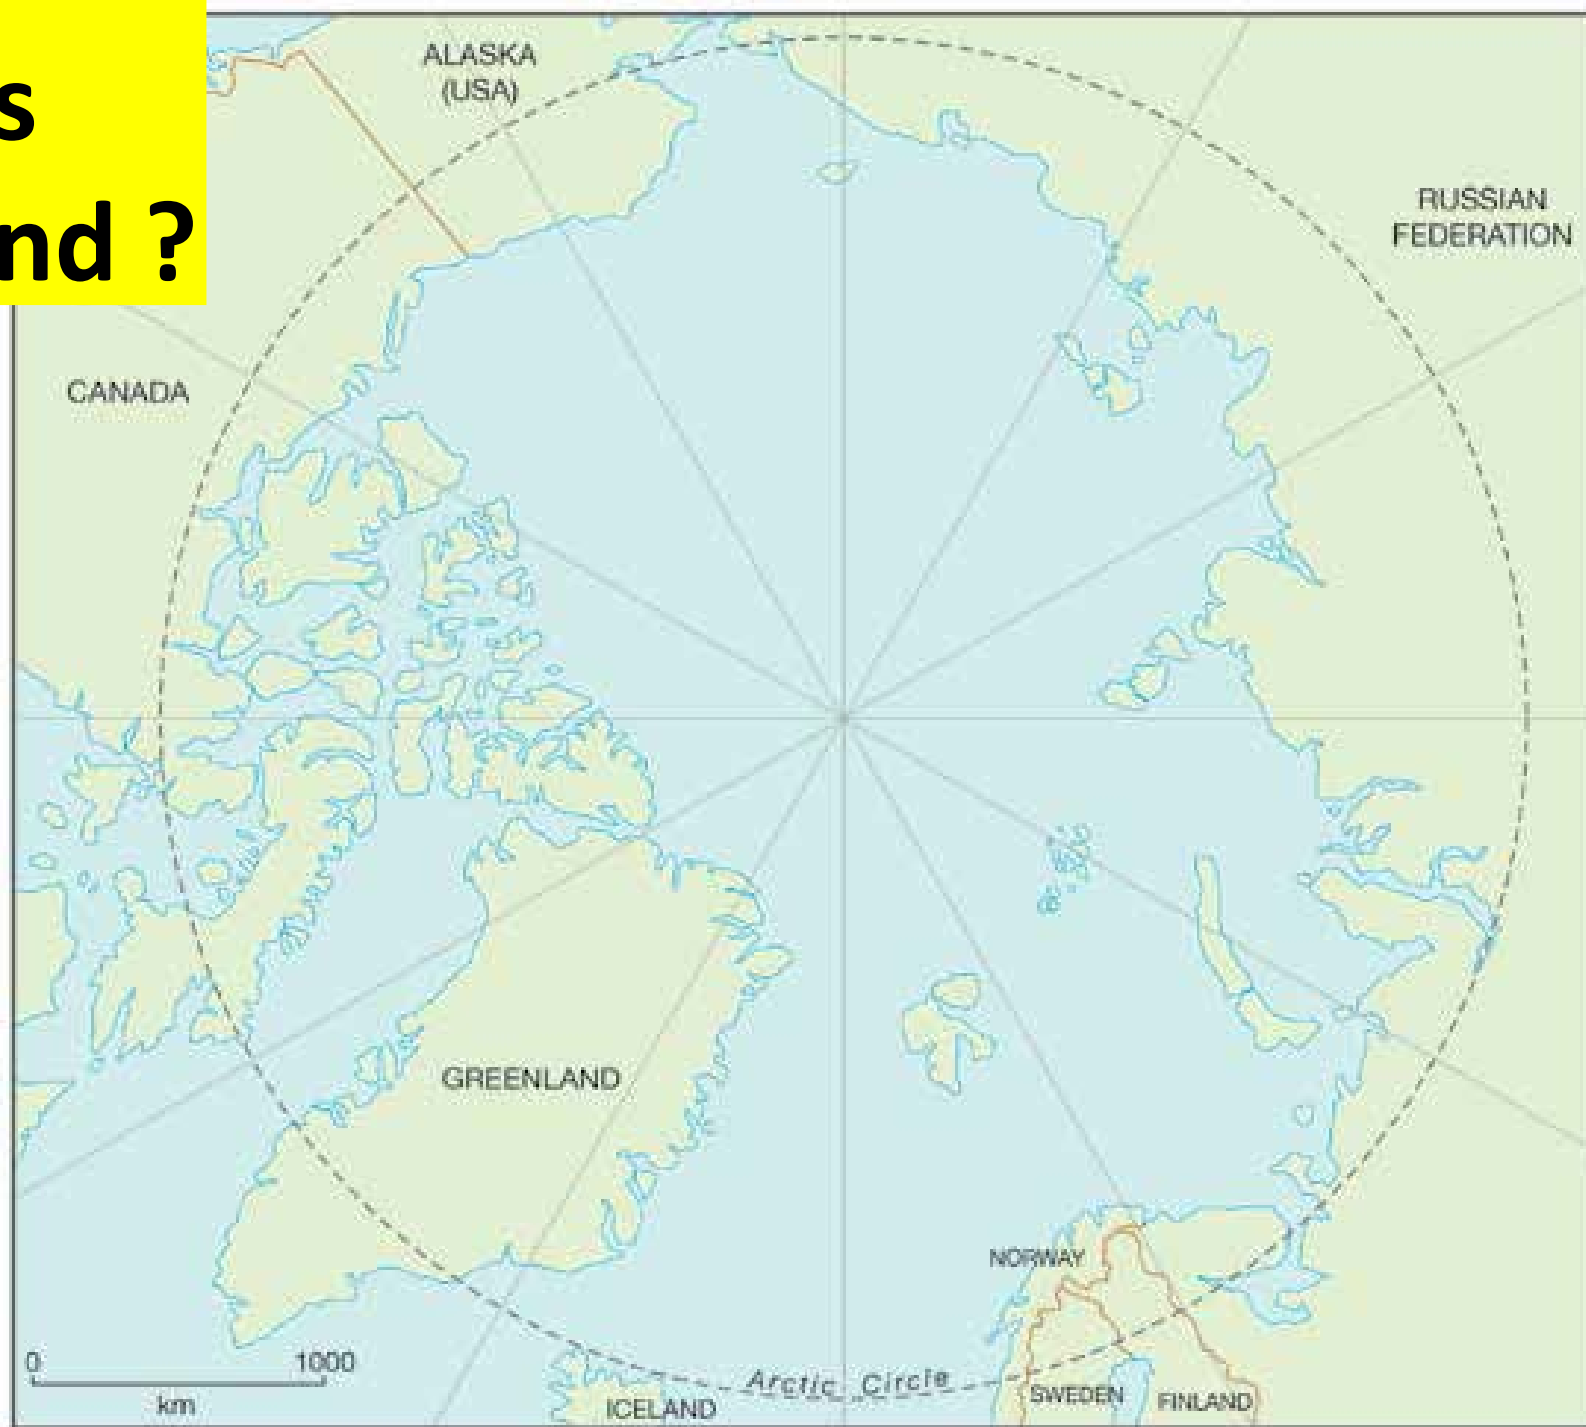 s
nd ?
ALASKA
(USA)
RUSSIAN
FEDERATION
CANADA
GREENLAND
NORWAY
0 1000
km
Arctic Circle
ICELAND
SWEDEN
FINLAND